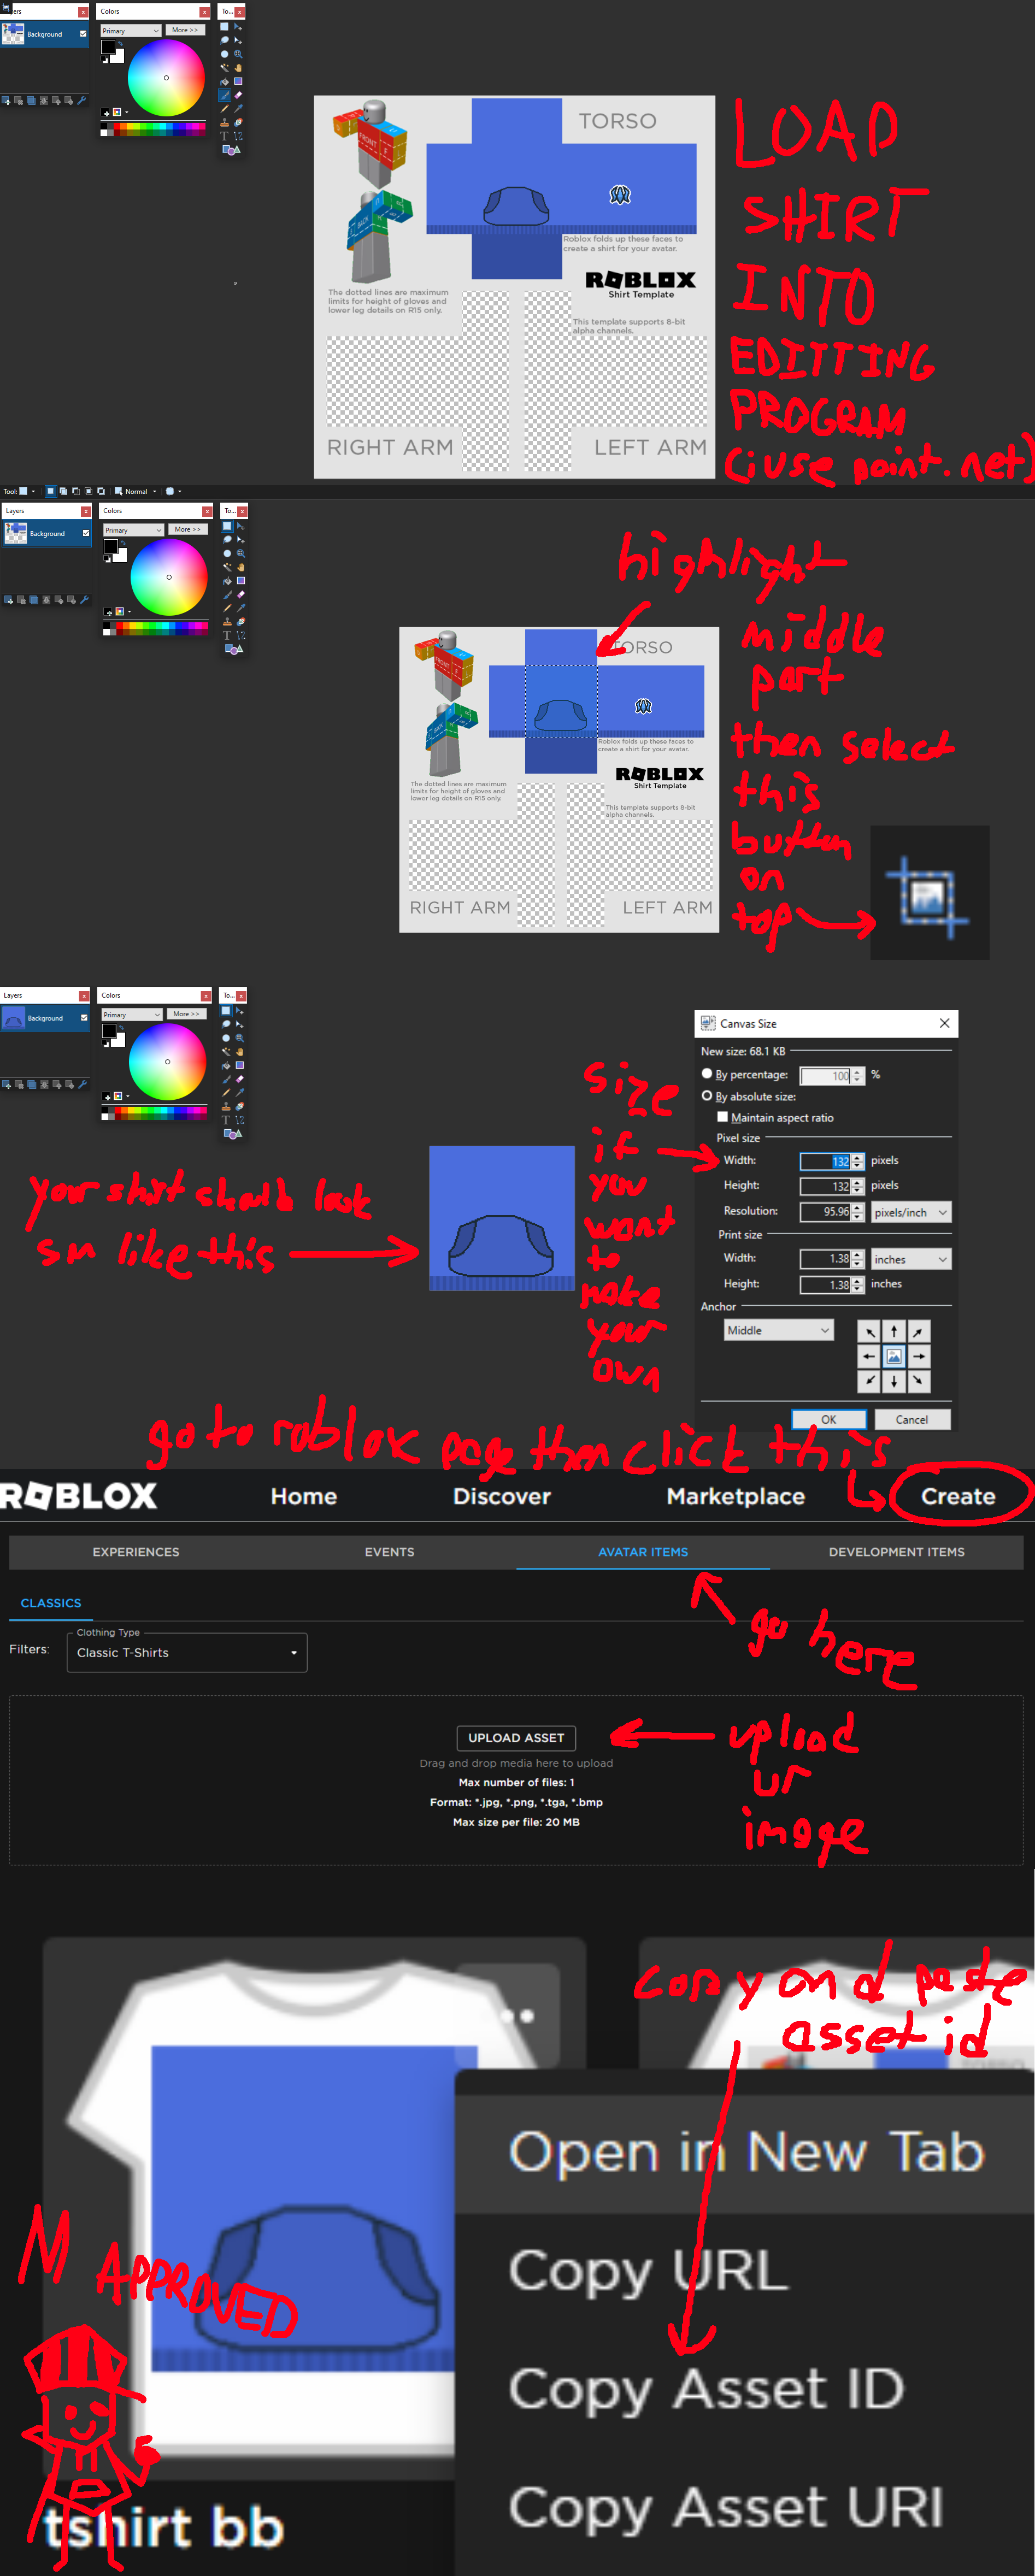 Layers
Colors
To...
Background
Primary
More >>
TORSO
FRONT
BACK
Roblox folds up these faces to
create a shirt for your avatar.
ROBLOX
Shirt Template
The dotted lines are maximum
limits for height of gloves and
lower leg details on R15 only.
This template supports 8-bit
alpha channels.
RIGHT ARM
LEFT ARM
LOAD
SHIRT
INTO
EDITTING
PROGRAM
(i use paint.net)
Tool:
Normal
Layers
Colors
To...
Background
Primary
More >>
highlight
middle
part
then select
this
button
on
top
TORSO
FRONT
BACK
Roblox folds up these faces to
create a shirt for your avatar.
ROBLOX
Shirt Template
The dotted lines are maximum
limits for height of gloves and
lower leg details on R15 only.
This template supports 8-bit
alpha channels.
RIGHT ARM
LEFT ARM
Layers
Colors
To...
Background
Primary
More >>
your shirt should look
sm like this
size
if
you
want
to
make
your
own
Canvas Size
New size: 68.1 KB
By percentage: 100 %
By absolute size:
Maintain aspect ratio
Pixel size
Width: 132 pixels
Height: 132 pixels
Resolution: 95.96 pixels/inch
Print size
Width: 1.38 inches
Height: 1.38 inches
Anchor
Middle
OK
Cancel
go to roblox page then click this
ROBLOX
Home
Discover
Marketplace
Create
EXPERIENCES
EVENTS
AVATAR ITEMS
DEVELOPMENT ITEMS
CLASSICS
go here
Filters:
Clothing Type
Classic T-Shirts
UPLOAD ASSET
Drag and drop media here to upload
Max number of files: 1
Format: *.jpg, *.png, *.tga, *.bmp
Max size per file: 20 MB
upload
ur
image
copy and paste
asset id
Open in New Tab
Copy URL
Copy Asset ID
Copy Asset URI
M APPROVED
tshirt bb